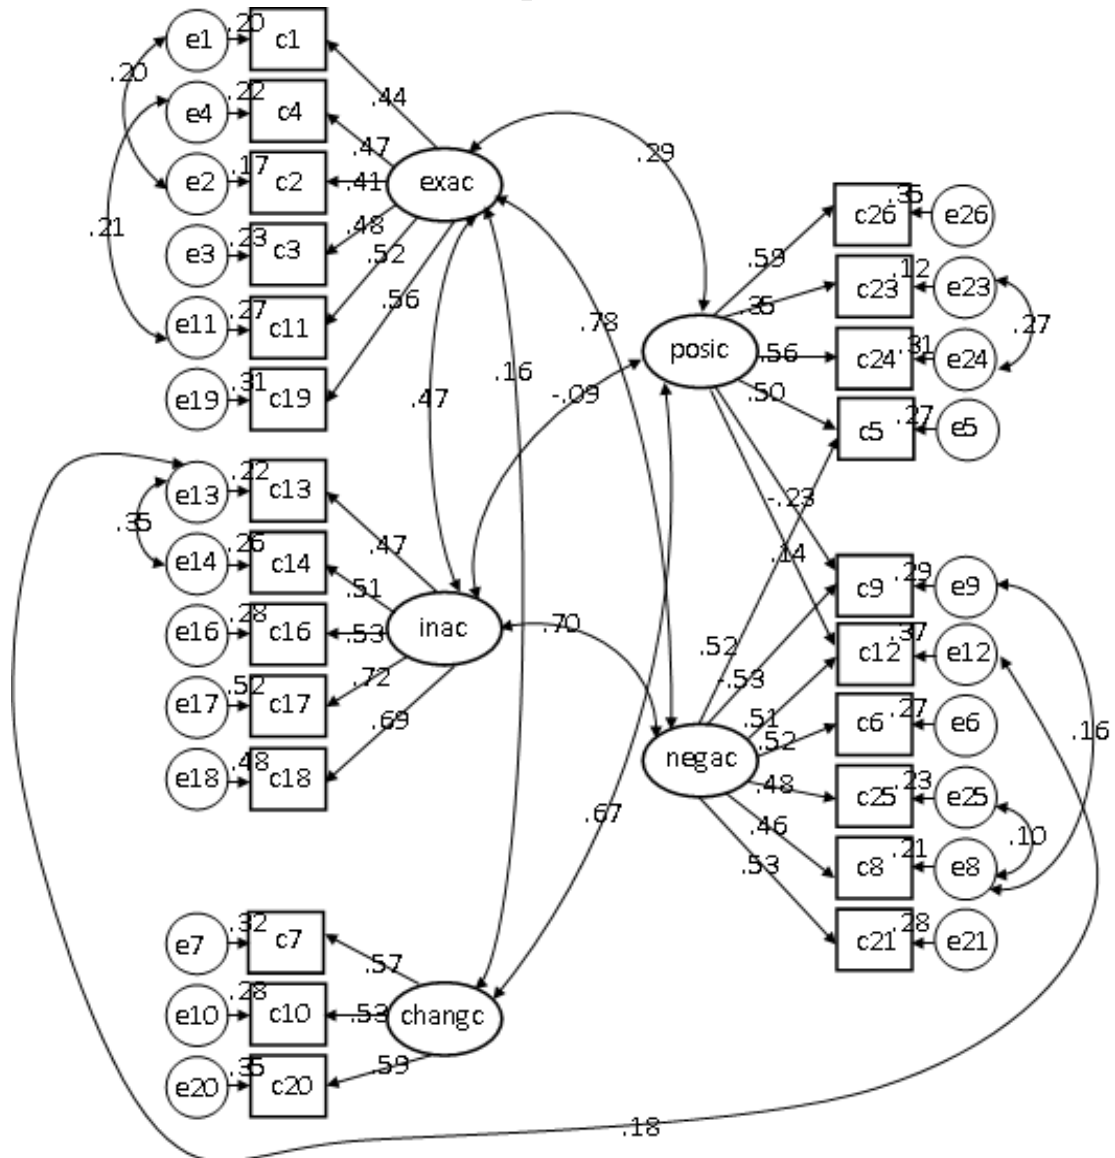 e1 .20 c1
.20
e4 .22 c4
.44
.47
e2 .17 c2
.41
exac
.29
.21
e3 .23 c3
.48
.52
e11 .27 c11
.56
e19 .31 c19
.47
.16
.78
-.09
posic
.59
c26 .35 e26
.35
c23 .12 e23
.27
.56
c24 .31 e24
.50
c5 .27 e5
e13 .22 c13
.35
.47
e14 .26 c14
.51
e16 .28 c16
.53
inac
.70
e17 .52 c17
.72
.69
e18 .48 c18
-.23
.14
c9 .29 e9
.52
-.53
c12 .37 e12
.51
.52
c6 .27 e6
.16
negac
.48
c25 .23 e25
.46
.10
c8 .21 e8
.53
c21 .28 e21
.67
e7 .32 c7
.57
e10 .28 c10
.53
changc
e20 .35 c20
.59
.18